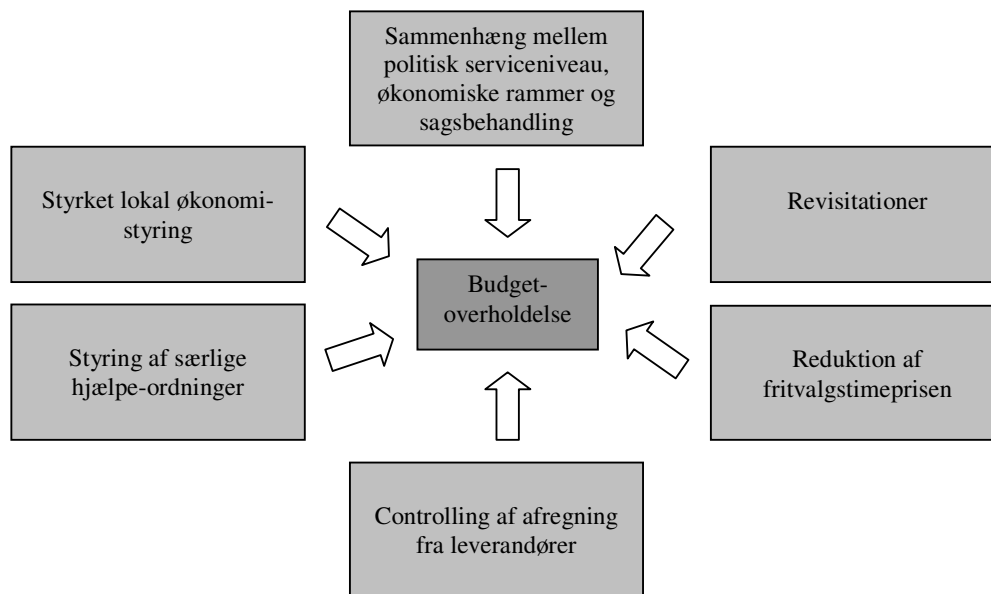 Sammenhæng mellem
politisk serviceniveau,
økonomiske rammer og
sagsbehandling
Styrket lokal økonomi-
styring
Revisitationer
Budget-
overholdelse
Styring af særlige
hjælpe-ordninger
Reduktion af
fritvalgstimeprisen
Controlling af afregning
fra leverandører